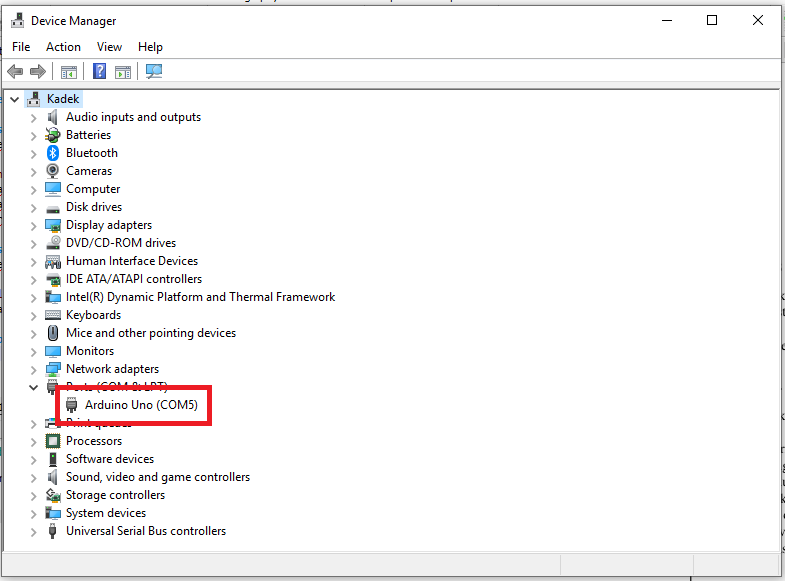 Device Manager
File Action View Help
Kadek
Audio inputs and outputs
Batteries
Bluetooth
Cameras
Computer
Disk drives
Display adapters
DVD/CD-ROM drives
Human Interface Devices
IDE ATA/ATAPI controllers
Intel(R) Dynamic Platform and Thermal Framework
Keyboards
Mice and other pointing devices
Monitors
Network adapters
Ports (COM & LPT)
Arduino Uno (COM5)
Print queues
Processors
Software devices
Sound, video and game controllers
Storage controllers
System devices
Universal Serial Bus controllers